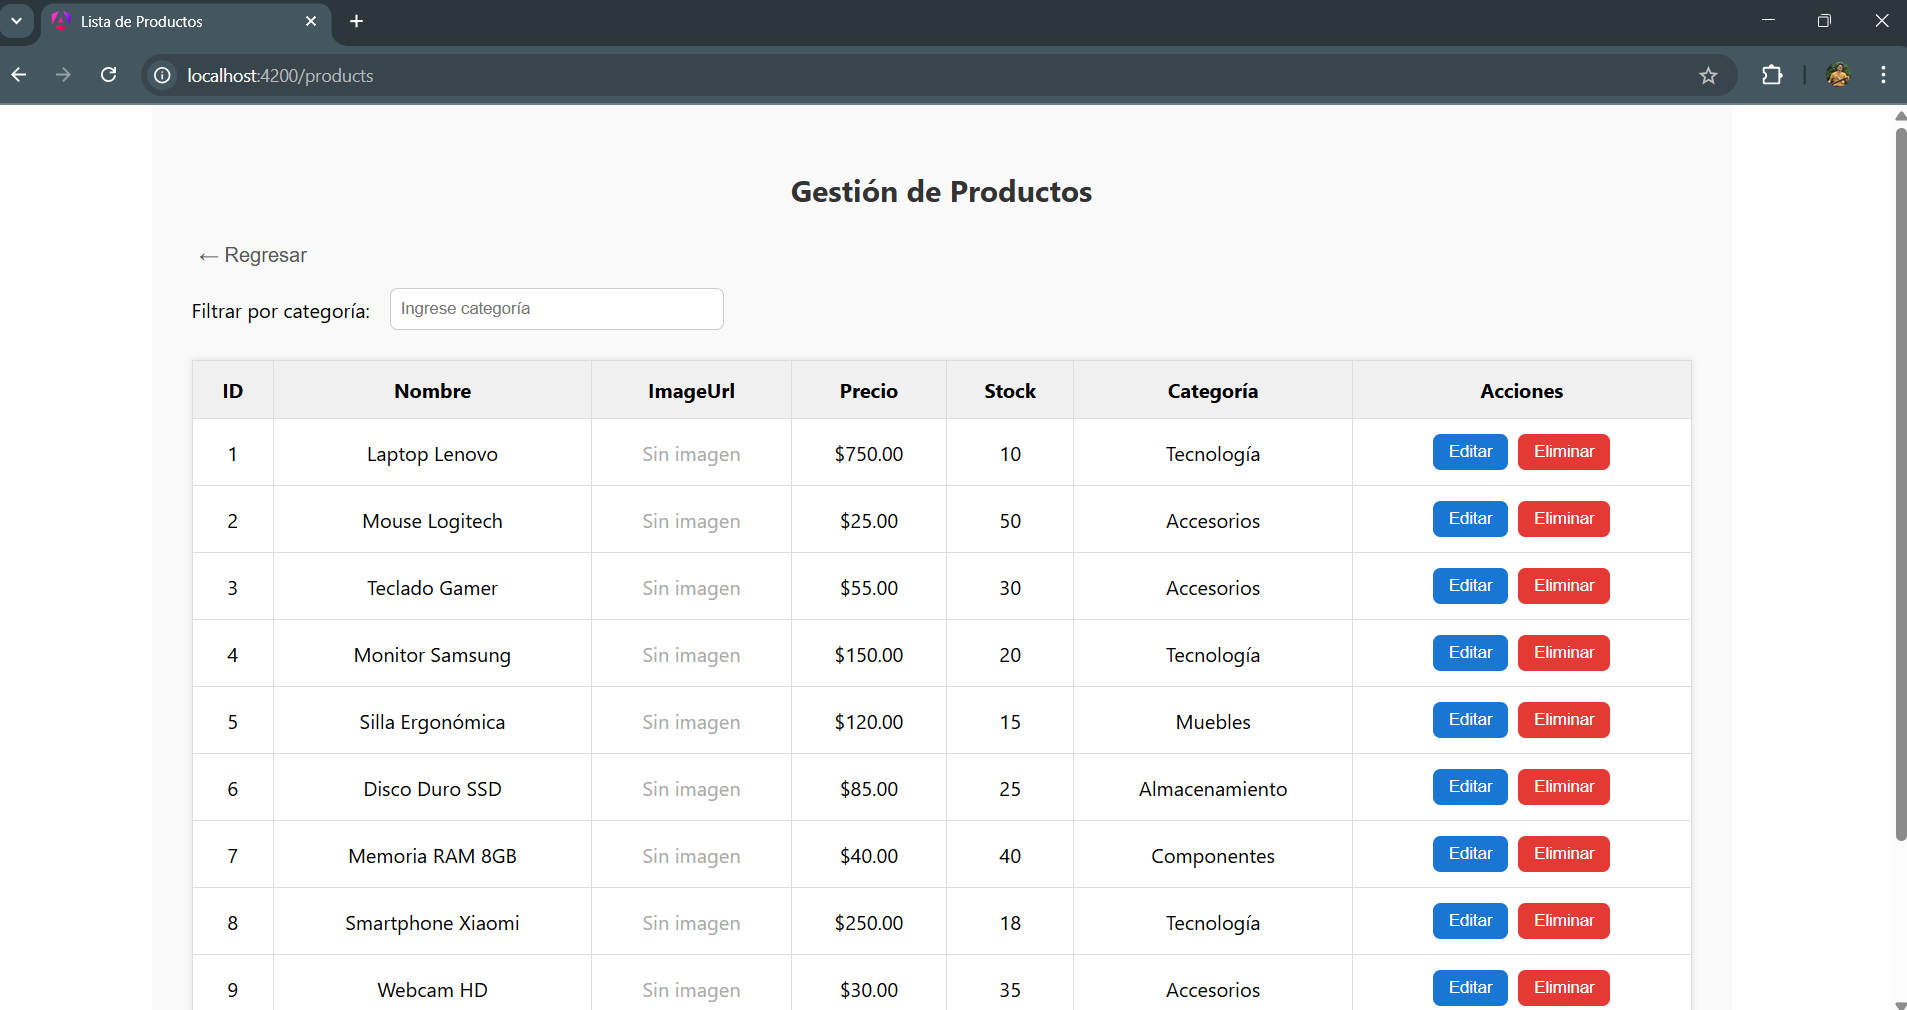 Lista de Productos
localhost:4200/products
Gestión de Productos
← Regresar
Filtrar por categoría: Ingrese categoría
ID Nombre ImageUrl Precio Stock Categoría Acciones
1 Laptop Lenovo Sin imagen $750.00 10 Tecnología Editar Eliminar
2 Mouse Logitech Sin imagen $25.00 50 Accesorios Editar Eliminar
3 Teclado Gamer Sin imagen $55.00 30 Accesorios Editar Eliminar
4 Monitor Samsung Sin imagen $150.00 20 Tecnología Editar Eliminar
5 Silla Ergonómica Sin imagen $120.00 15 Muebles Editar Eliminar
6 Disco Duro SSD Sin imagen $85.00 25 Almacenamiento Editar Eliminar
7 Memoria RAM 8GB Sin imagen $40.00 40 Componentes Editar Eliminar
8 Smartphone Xiaomi Sin imagen $250.00 18 Tecnología Editar Eliminar
9 Webcam HD Sin imagen $30.00 35 Accesorios Editar Eliminar